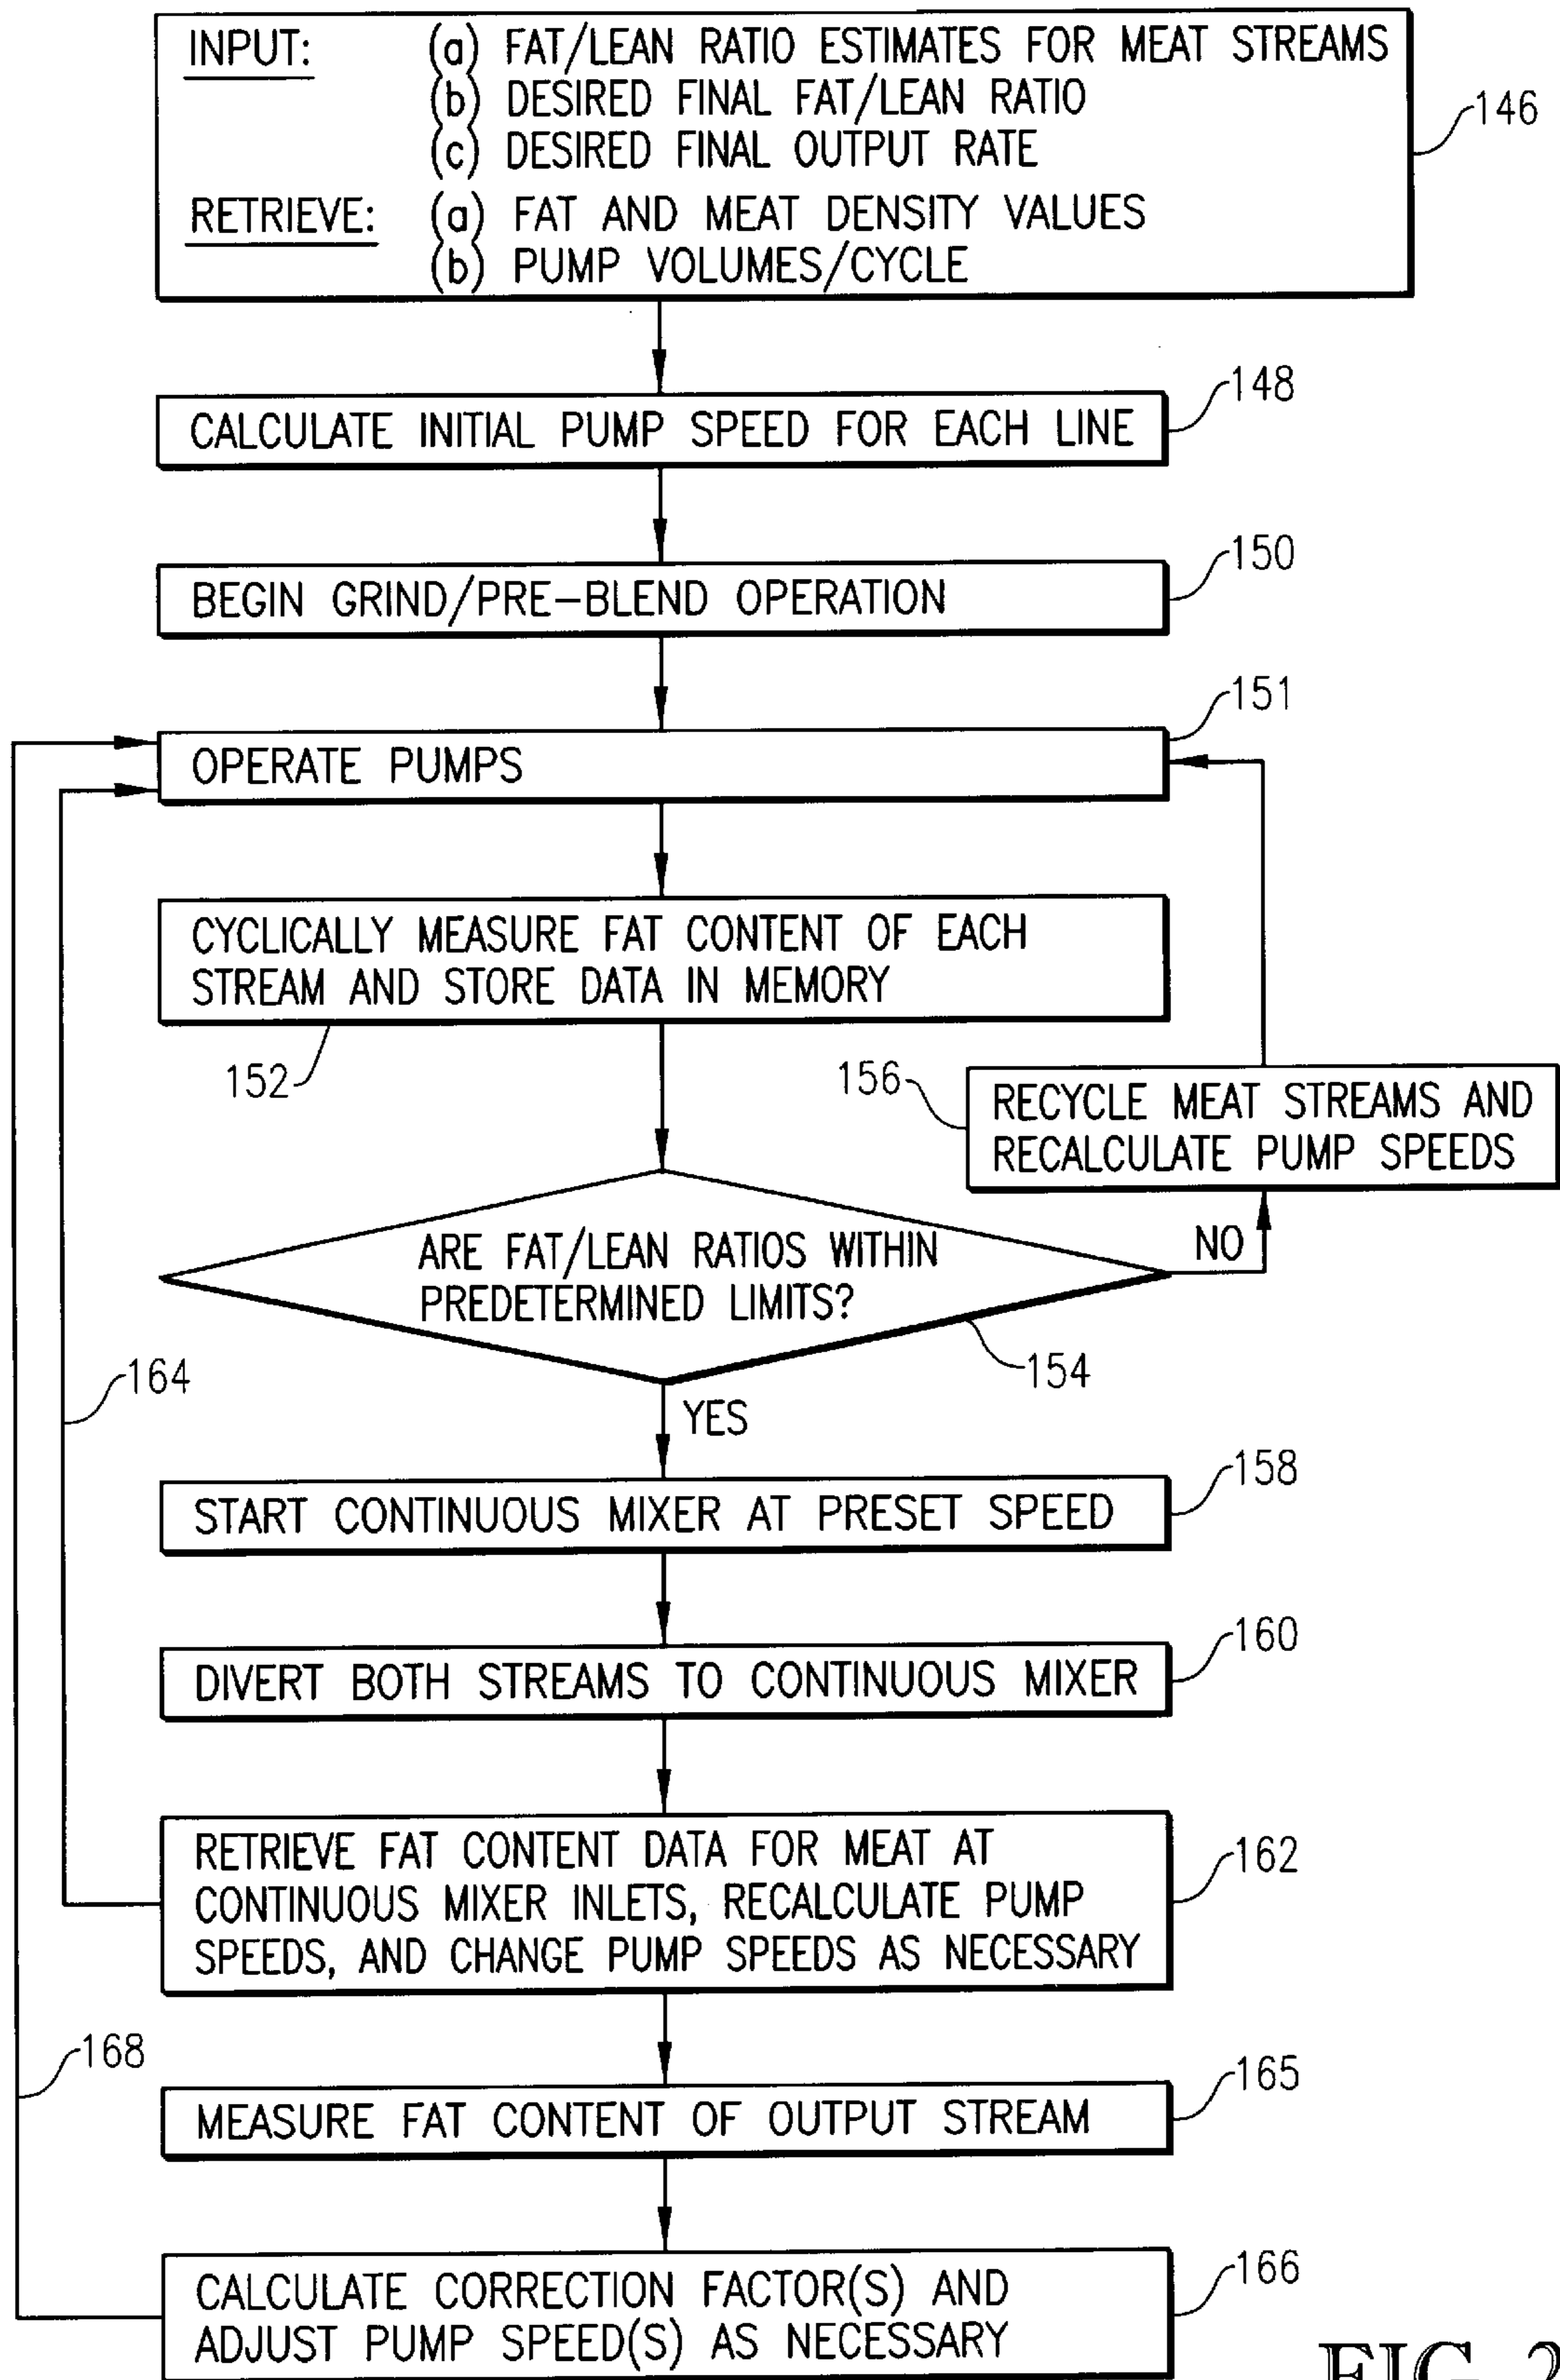 INPUT: (a) FAT/LEAN RATIO ESTIMATES FOR MEAT STREAMS
(b) DESIRED FINAL FAT/LEAN RATIO
(c) DESIRED FINAL OUTPUT RATE
146
RETRIEVE: (a) FAT AND MEAT DENSITY VALUES
(b) PUMP VOLUMES/CYCLE
148
CALCULATE INITIAL PUMP SPEED FOR EACH LINE
150
BEGIN GRIND/PRE-BLEND OPERATION
151
OPERATE PUMPS
CYCLICALLY MEASURE FAT CONTENT OF EACH
STREAM AND STORE DATA IN MEMORY
152
156
RECYCLE MEAT STREAMS AND
RECALCULATE PUMP SPEEDS
NO
ARE FAT/LEAN RATIOS WITHIN
PREDETERMINED LIMITS?
154
164
YES
158
START CONTINUOUS MIXER AT PRESET SPEED
160
DIVERT BOTH STREAMS TO CONTINUOUS MIXER
162
RETRIEVE FAT CONTENT DATA FOR MEAT AT
CONTINUOUS MIXER INLETS, RECALCULATE PUMP
SPEEDS, AND CHANGE PUMP SPEEDS AS NECESSARY
168
165
MEASURE FAT CONTENT OF OUTPUT STREAM
166
CALCULATE CORRECTION FACTOR(S) AND
ADJUST PUMP SPEED(S) AS NECESSARY
FIG. 2